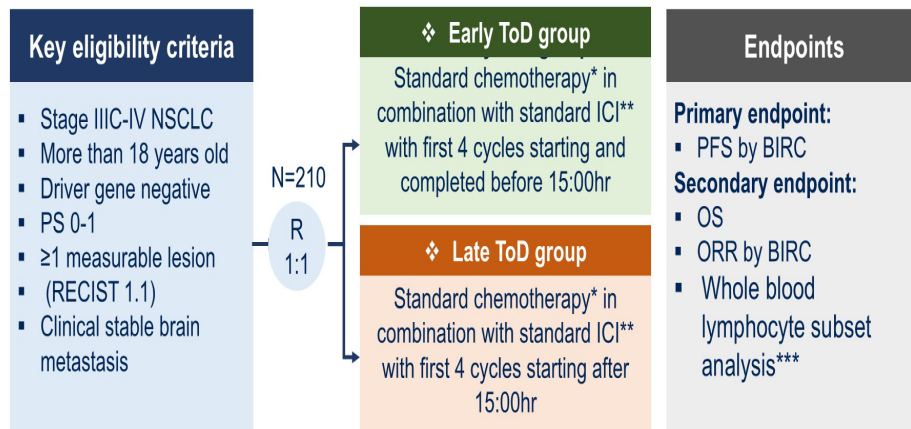 Key eligibility criteria
▪ Stage IIIC-IV NSCLC
▪ More than 18 years old
▪ Driver gene negative
▪ PS 0-1
▪ ≥1 measurable lesion
▪ (RECIST 1.1)
▪ Clinical stable brain
metastasis
N=210
R
1:1
❖ Early ToD group
Standard chemotherapy* in
combination with standard ICI**
with first 4 cycles starting and
completed before 15:00hr
❖ Late ToD group
Standard chemotherapy* in
combination with standard ICI**
with first 4 cycles starting after
15:00hr
Endpoints
Primary endpoint:
▪ PFS by BIRC
Secondary endpoint:
▪ OS
▪ ORR by BIRC
▪ Whole blood
lymphocyte subset
analysis***